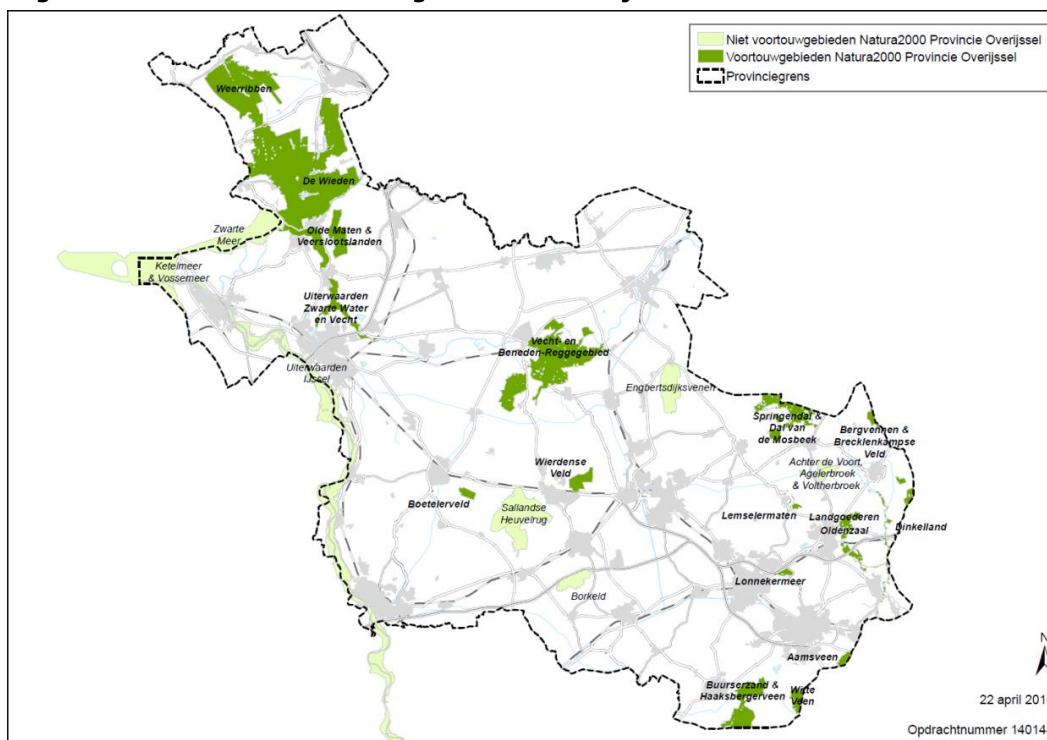 Niet voortouwgebieden Natura2000 Provincie Overijssel
Voortouwgebieden Natura2000 Provincie Overijssel
Provinciegrens
Weerribben
De Wieden
Zwarte
Meer
Olde Maten &
Veerslootslanden
Ketelmeer
& Vossemeer
Uiterwaarden
Zwarte Water
en Vecht
Uiterwaarden
IJssel
Vecht- en
Beneden-Reggegebied
Engbertsdijksvenen
Springendal &
Dal van
de Mosbeek
Bergvennen &
Brecklenkampse
Veld
Achter de Voort,
Agelerbroek
& Voltherbroek
Wierdense
Veld
Boetelerveld
Sallandse
Heuvelrug
Lemselermaten
Landgoederen
Oldenzaal
Dinkelland
Lonnekermeer
Borkeld
Aamsveen
Buurserzand &
Haaksbergerveen
Witte
Veen
N
22 april 201
Opdrachtnummer 14014